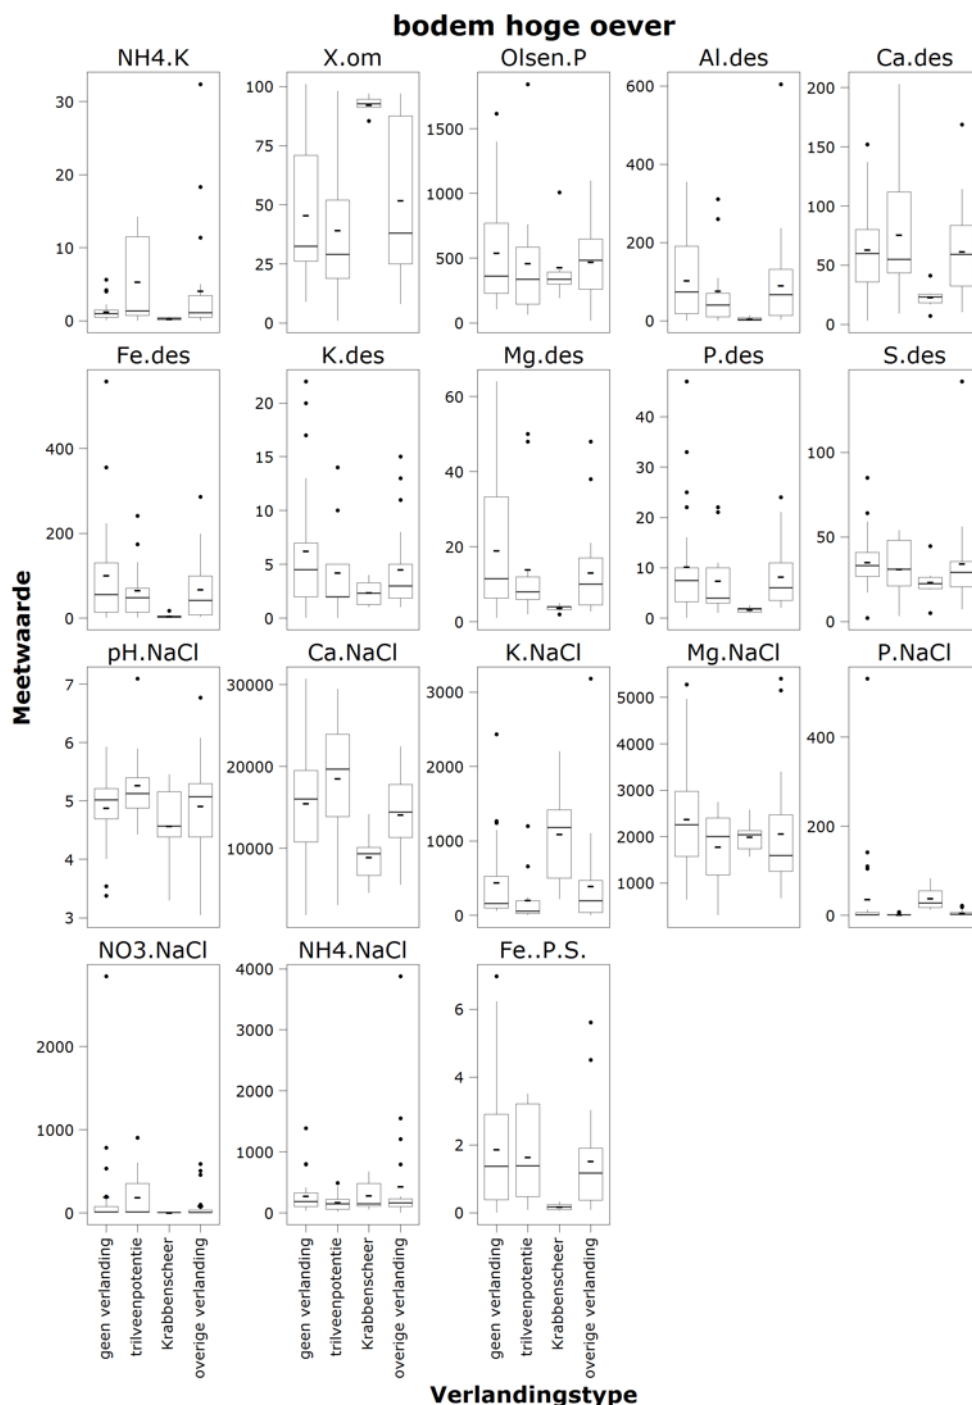 bodem hoge oever
NH4.K X.om Olsen.P Al.des Ca.des
30 20 10 0
100 75 50 25 0
1500 1000 500 0
600 400 200 0
200 150 100 50 0
Fe.des K.des Mg.des P.des S.des
400 200 0
20 15 10 5 0
60 40 20 0
40 30 20 10 0
100 50 0
pH.NaCl Ca.NaCl K.NaCl Mg.NaCl P.NaCl
7 6 5 4 3
30000 20000 10000
3000 2000 1000 0
5000 4000 3000 2000 1000
400 200 0
NO3.NaCl NH4.NaCl Fe..P.S.
2000 1000 0
4000 3000 2000 1000 0
6 4 2 0
Meetwaarde
geen verlanding
trilveenpotentie
Krabbenscheer
overige verlanding
geen verlanding
trilveenpotentie
Krabbenscheer
overige verlanding
geen verlanding
trilveenpotentie
Krabbenscheer
overige verlanding
Verlandingstype